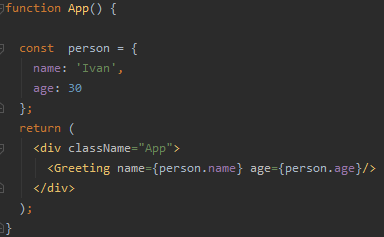 function App() {
const person = {
name: 'Ivan',
age: 30
};
return (
<div className="App">
<Greeting name={person.name} age={person.age}/>
</div>
);
}